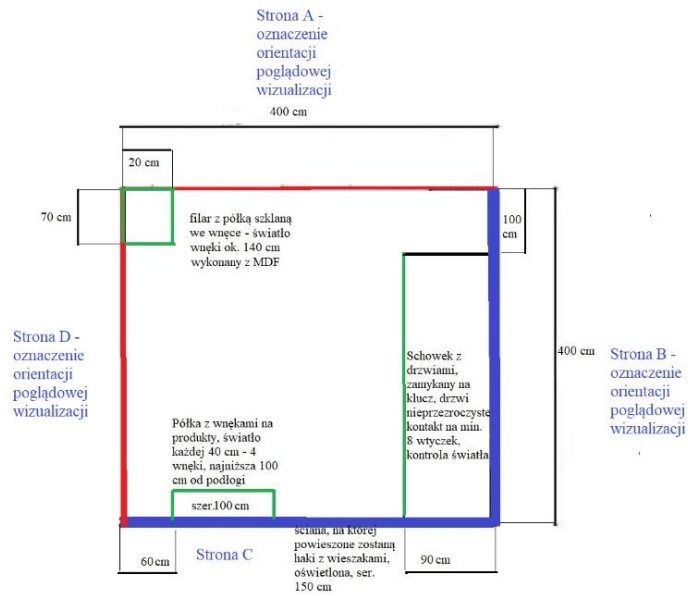 Strona A -
oznaczenie
orientacji
poglądowej
wizualizacji
400 cm
20 cm
70 cm
filar z półką szklaną
we wnęce - światło
wnęki ok. 140 cm
wykonany z MDF
100
cm
Strona D -
oznaczenie
orientacji
poglądowej
wizualizacji
400 cm
Strona B -
oznaczenie
orientacji
poglądowej
wizualizacji
Schowek z
drzwiami,
zamykany na
klucz, drzwi
nieprzezroczyste
kontakt na min.
8 wtyczek,
kontrola światła
Półka z wnękami na
produkty, światło
każdej 40 cm - 4
wnęki, najniższa 100
cm od podłogi
szer.100 cm
60 cm
Strona C
ściana, na której
powieszone zostaną
haki z wieszakami,
oświetlona, ser.
150 cm
90 cm